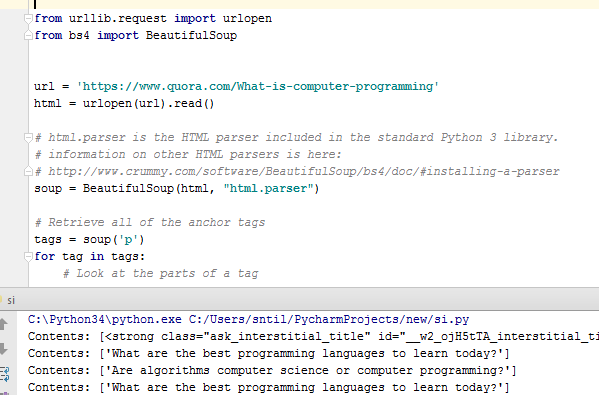 from urllib.request import urlopen
from bs4 import BeautifulSoup
url = 'https://www.quora.com/What-is-computer-programming'
html = urlopen(url).read()
# html.parser is the HTML parser included in the standard Python 3 library.
# information on other HTML parsers is here:
# http://www.crummy.com/software/BeautifulSoup/bs4/doc/#installing-a-parser
soup = BeautifulSoup(html, "html.parser")
# Retrieve all of the anchor tags
tags = soup('p')
for tag in tags:
# Look at the parts of a tag
si
C:\Python34\python.exe C:/Users/sntil/PycharmProjects/new/si.py
Contents: [<strong class="ask_interstitial_title" id="__w2_ojH5tTA_interstitial_ti
Contents: ['What are the best programming languages to learn today?']
Contents: ['Are algorithms computer science or computer programming?']
Contents: ['What are the best programming languages to learn today?']